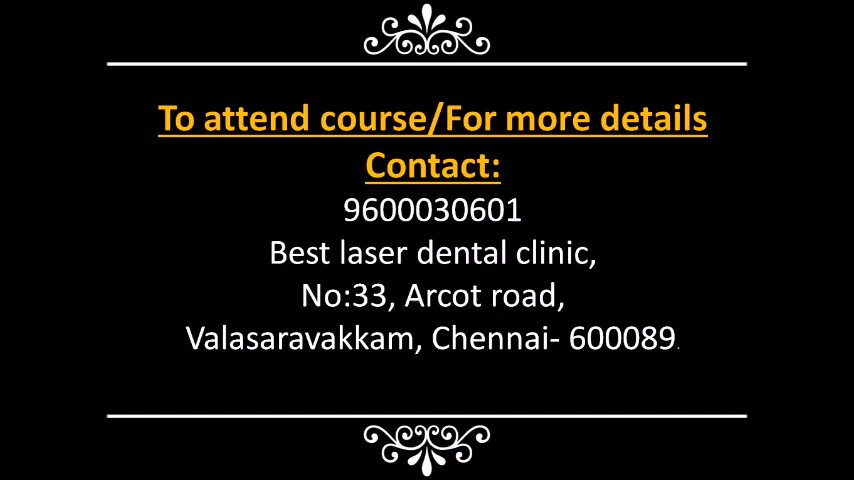 To attend course/For more details
Contact:
9600030601
Best laser dental clinic,
No:33, Arcot road,
Valasaravakkam, Chennai- 600089.